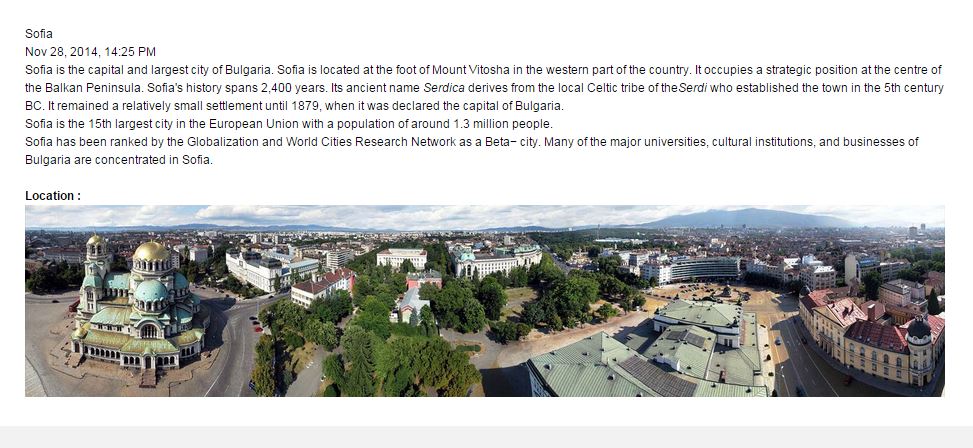 Sofia
Nov 28, 2014, 14:25 PM
Sofia is the capital and largest city of Bulgaria. Sofia is located at the foot of Mount Vitosha in the western part of the country. It occupies a strategic position at the centre of
the Balkan Peninsula. Sofia's history spans 2,400 years. Its ancient name Serdica derives from the local Celtic tribe of theSerdi who established the town in the 5th century
BC. It remained a relatively small settlement until 1879, when it was declared the capital of Bulgaria.
Sofia is the 15th largest city in the European Union with a population of around 1.3 million people.
Sofia has been ranked by the Globalization and World Cities Research Network as a Beta− city. Many of the major universities, cultural institutions, and businesses of
Bulgaria are concentrated in Sofia.
Location :